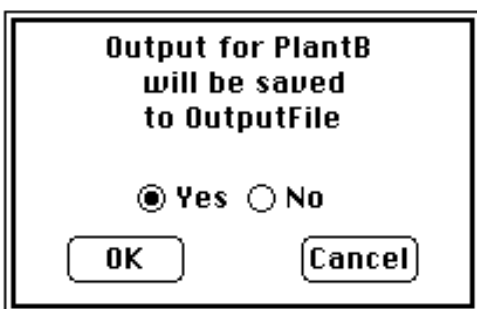 Output for PlantB
will be saved
to OutputFile
Yes No
OK Cancel